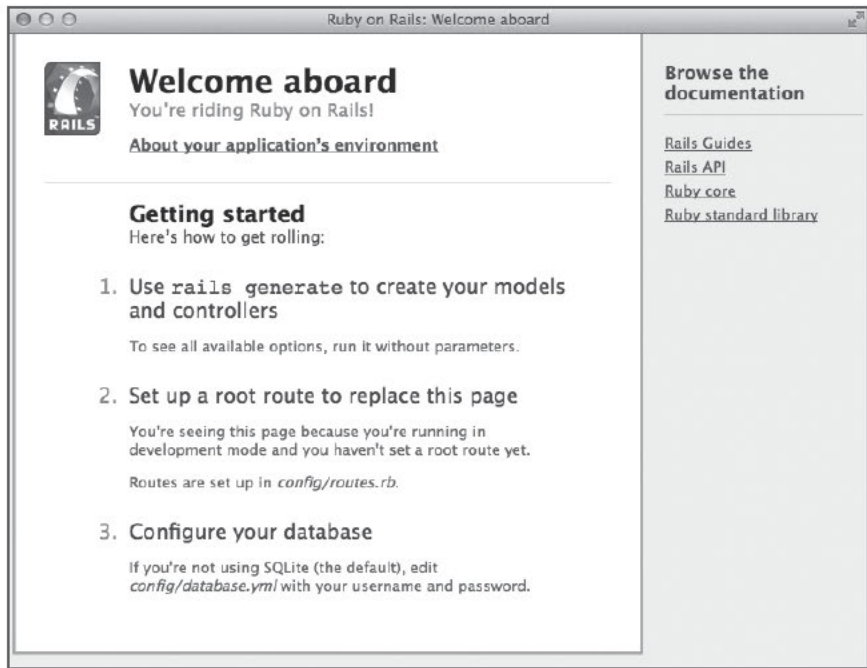 Ruby on Rails: Welcome aboard
RAILS
Welcome aboard
You're riding Ruby on Rails!
About your application's environment
Getting started
Here's how to get rolling:
1. Use rails generate to create your models
and controllers
To see all available options, run it without parameters.
2. Set up a root route to replace this page
You're seeing this page because you're running in
development mode and you haven't set a root route yet.
Routes are set up in config/routes.rb.
3. Configure your database
If you're not using SQLite (the default), edit
config/database.yml with your username and password.
Browse the
documentation
Rails Guides
Rails API
Ruby core
Ruby standard library